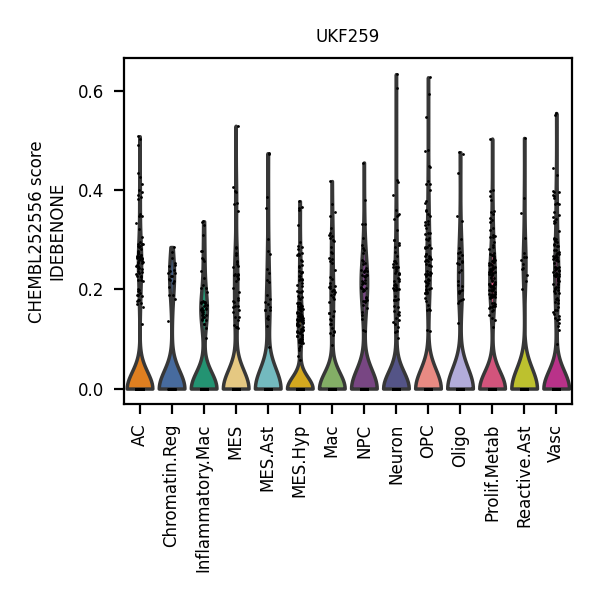 UKF259
CHEMBL252556 score
IDEBENONE
0.6
0.4
0.2
0.0
AC
Chromatin.Reg
Inflammatory.Mac
MES
MES.Ast
MES.Hyp
Mac
NPC
Neuron
OPC
Oligo
Prolif.Metab
Reactive.Ast
Vasc